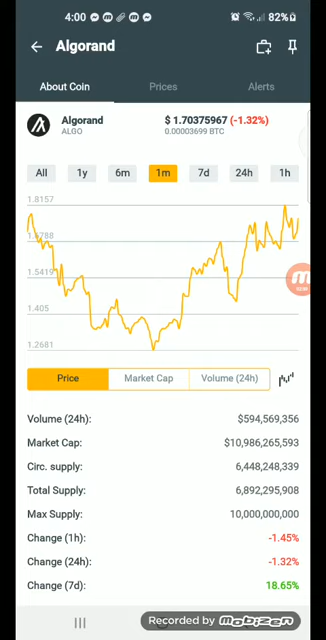 4:00
82%
Algorand
About Coin Prices Alerts
Algorand $ 1.70375967 (-1.32%)
ALGO 0.00003699 BTC
All 1y 6m 1m 7d 24h 1h
1.8157
1.6788
1.5419
1.405
1.2681
Price Market Cap Volume (24h)
Volume (24h): $594,569,356
Market Cap: $10,986,265,593
Circ. supply: 6,448,248,339
Total Supply: 6,892,295,908
Max Supply: 10,000,000,000
Change (1h): -1.45%
Change (24h): -1.32%
Change (7d): 18.65%
Recorded by mobizen